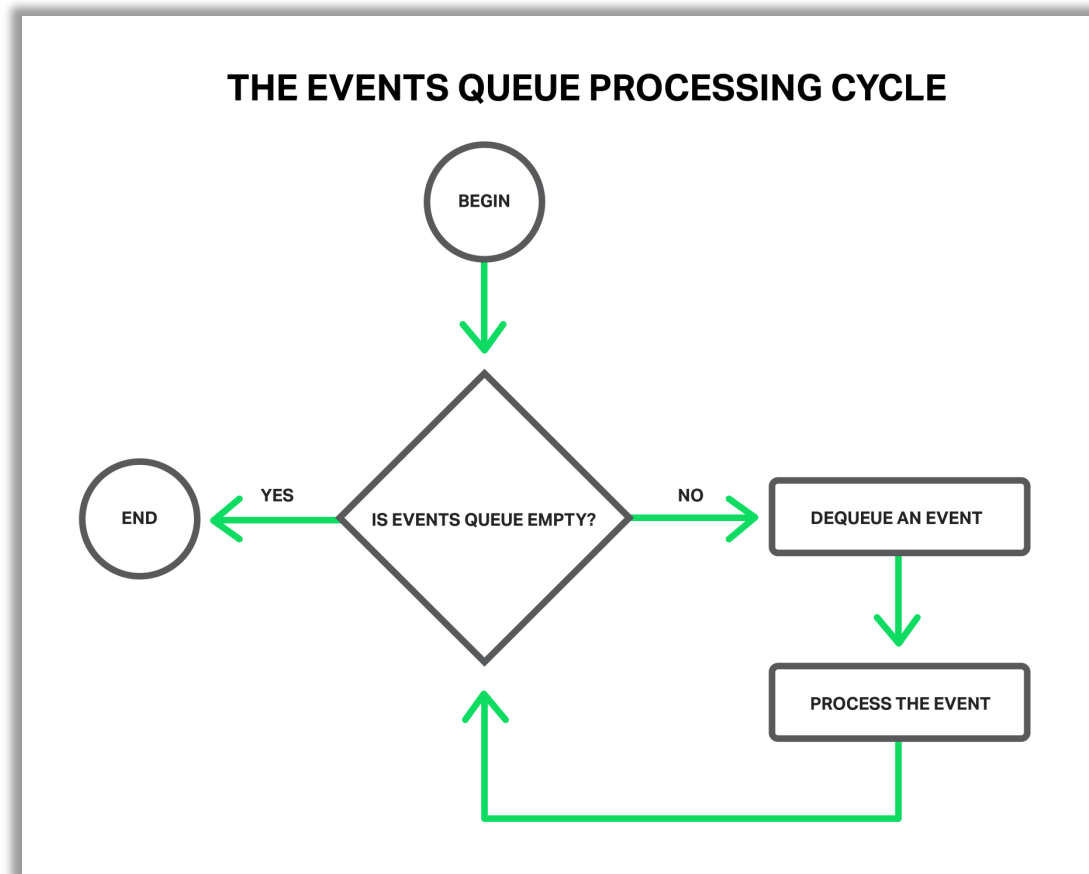 THE EVENTS QUEUE PROCESSING CYCLE
BEGIN
END
YES
IS EVENTS QUEUE EMPTY?
NO
DEQUEUE AN EVENT
PROCESS THE EVENT